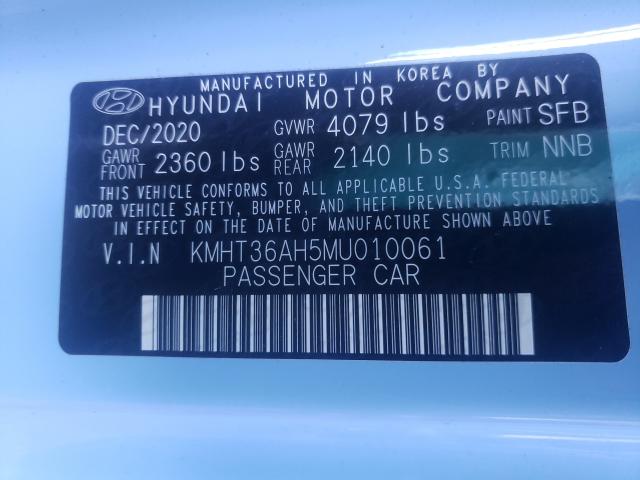 MANUFACTURED IN KOREA BY
HYUNDAI MOTOR COMPANY
DEC/2020 GVWR 4079 lbs PAINT SFB
GAWR FRONT 2360 lbs GAWR REAR 2140 lbs TRIM NNB
THIS VEHICLE CONFORMS TO ALL APPLICABLE U.S.A. FEDERAL
MOTOR VEHICLE SAFETY, BUMPER, AND THEFT PREVENTION STANDARDS
IN EFFECT ON THE DATE OF MANUFACTURE SHOWN ABOVE
V.I.N KMHT36AH5MU010061
PASSENGER CAR